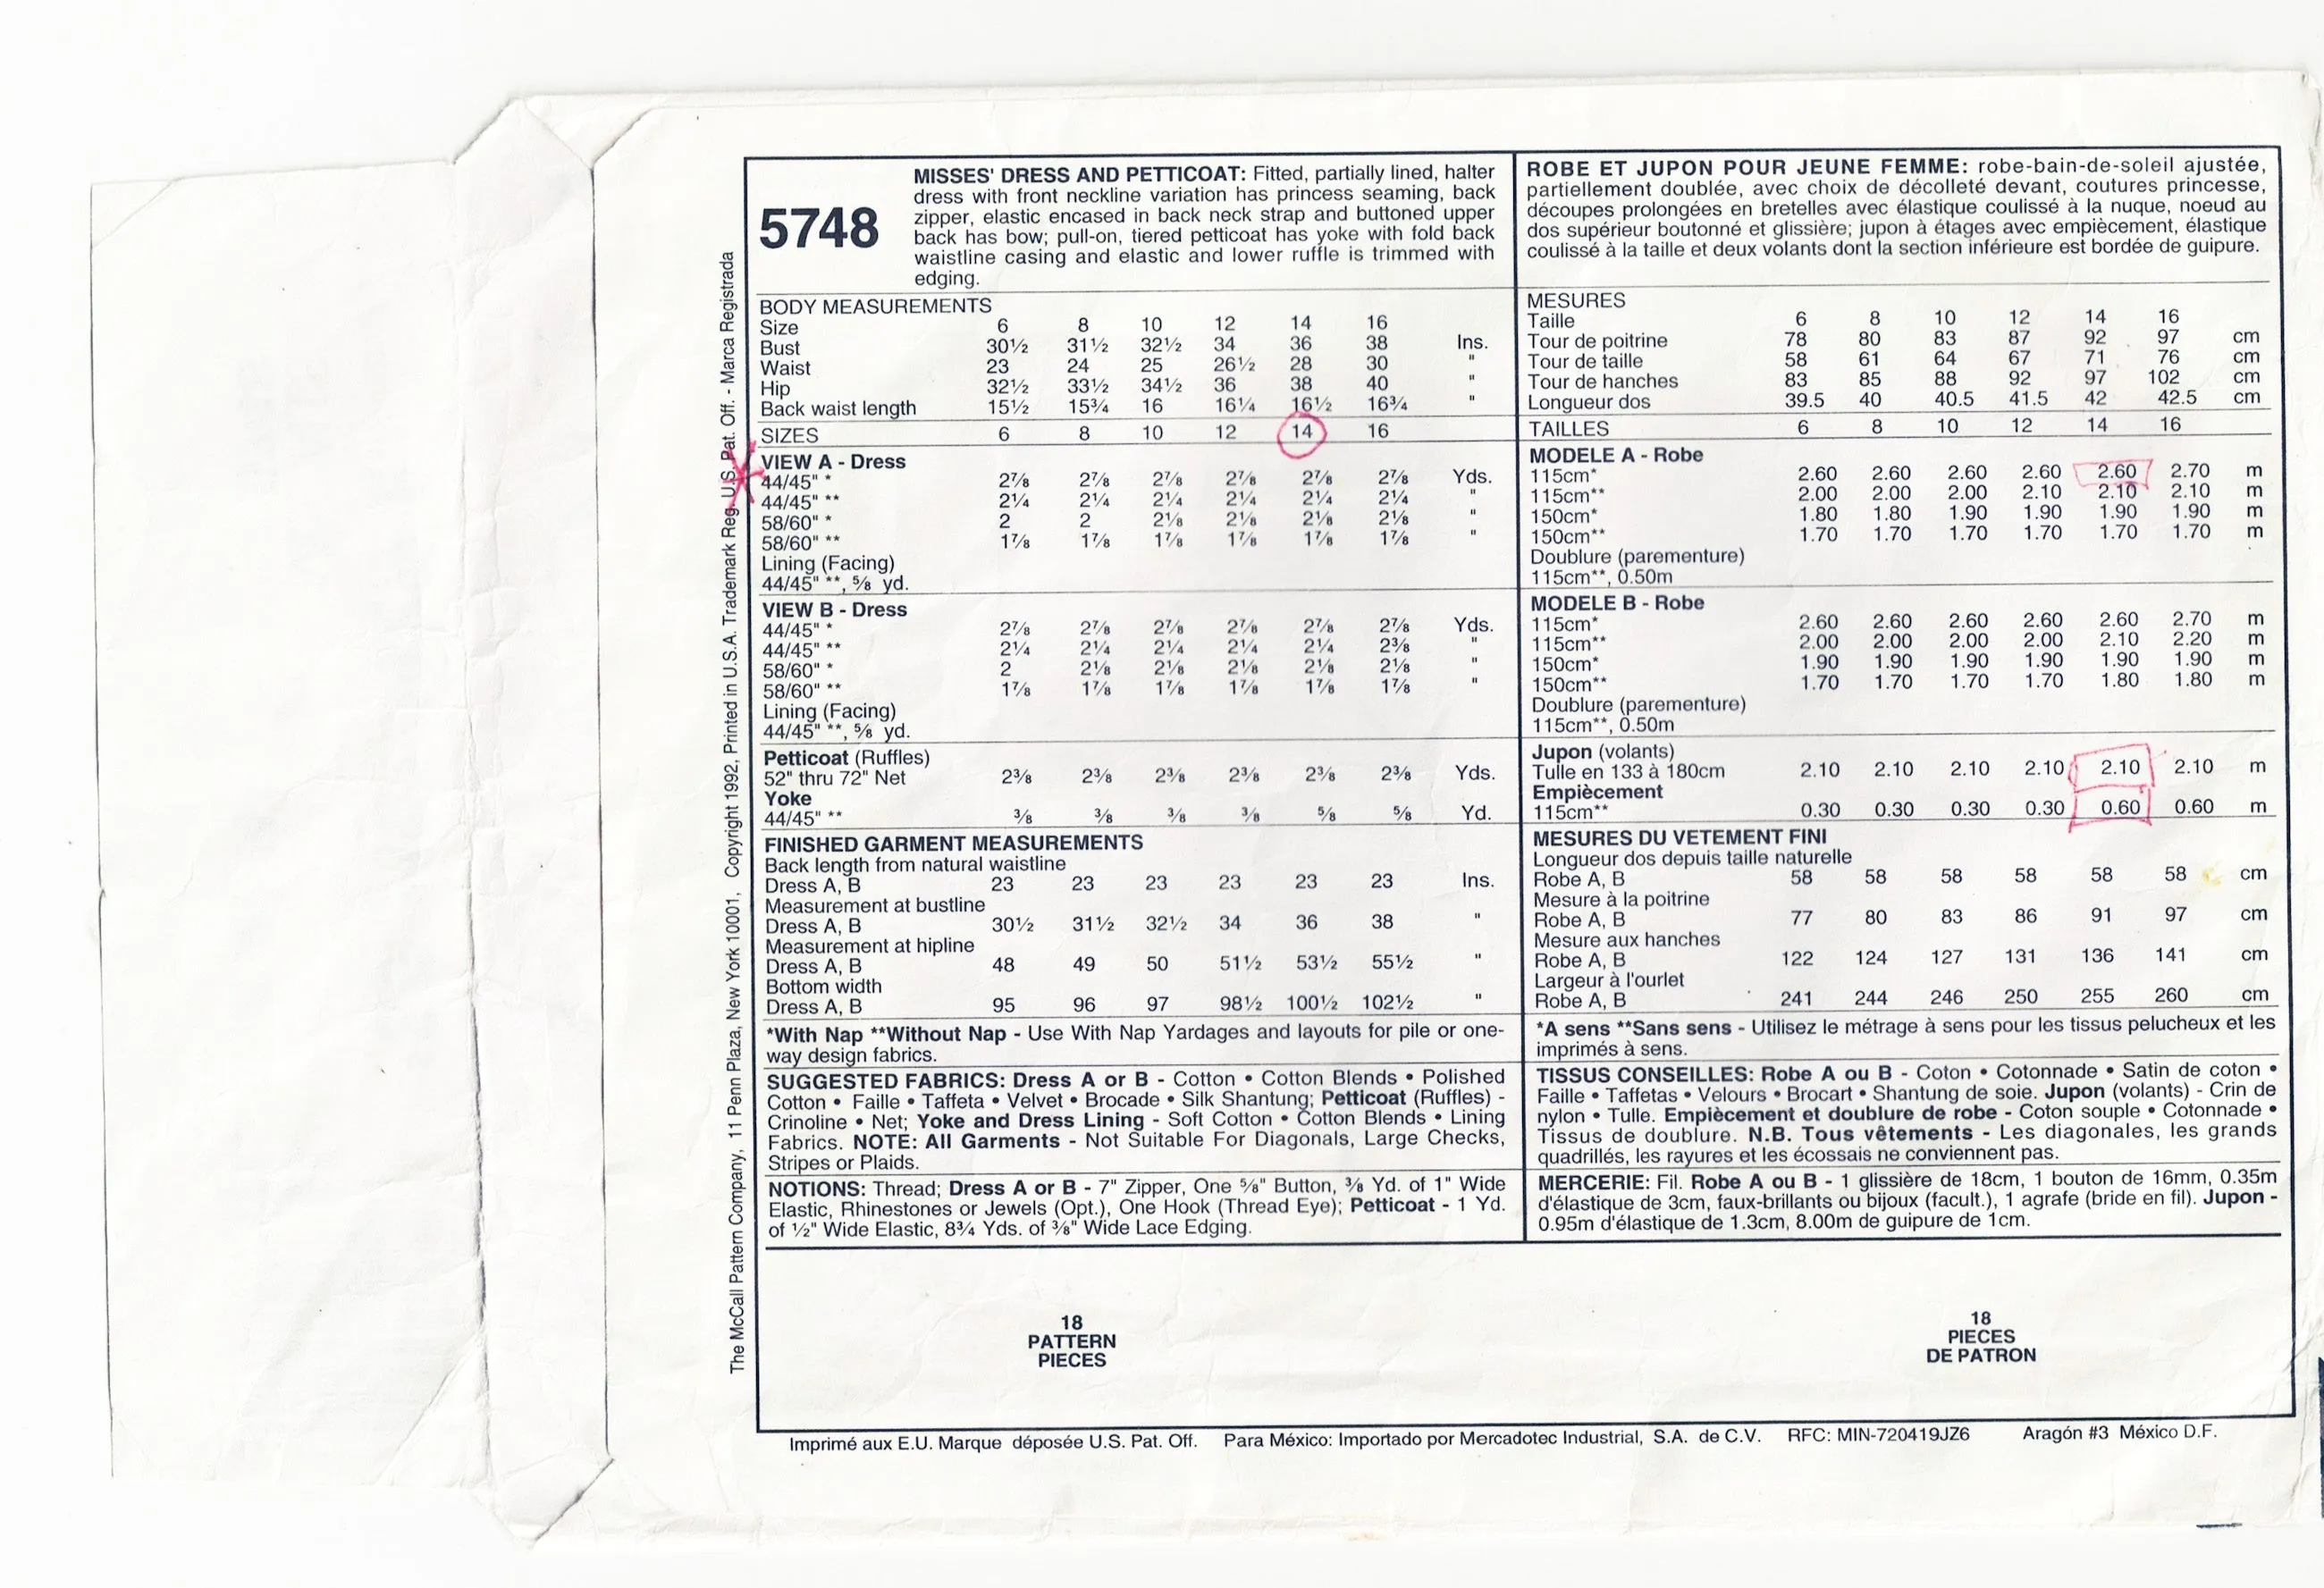 The McCall Pattern Company, 11 Penn Plaza, New York 10001, Copyright 1992, Printed in U.S.A. Trademark Reg. U.S. Pat. Off. - Marca Registrada
5748
MISSES' DRESS AND PETTICOAT: Fitted, partially lined, halter
dress with front neckline variation has princess seaming, back
zipper, elastic encased in back neck strap and buttoned upper
back has bow; pull-on, tiered petticoat has yoke with fold back
waistline casing and elastic and lower ruffle is trimmed with
edging.
BODY MEASUREMENTS
Size 6 8 10 12 14 16
Bust 30½ 31½ 32½ 34 36 38 Ins.
Waist 23 24 25 26½ 28 30 "
Hip 32½ 33½ 34½ 36 38 40 "
Back waist length 15½ 15¾ 16 16¼ 16½ 16¾ "
SIZES 6 8 10 12 14 16
VIEW A - Dress
44/45" * 2⅞ 2⅞ 2⅞ 2⅞ 2⅞ 2⅞ Yds.
44/45" ** 2¼ 2¼ 2¼ 2¼ 2¼ 2¼ "
58/60" * 2 2 2⅛ 2⅛ 2⅛ 2⅛ "
58/60" ** 1⅞ 1⅞ 1⅞ 1⅞ 1⅞ 1⅞ "
Lining (Facing)
44/45" **, ⅝ yd.
VIEW B - Dress
44/45" * 2⅞ 2⅞ 2⅞ 2⅞ 2⅞ 2⅞ Yds.
44/45" ** 2¼ 2¼ 2¼ 2¼ 2¼ 2⅜ "
58/60" * 2 2⅛ 2⅛ 2⅛ 2⅛ 2⅛ "
58/60" ** 1⅞ 1⅞ 1⅞ 1⅞ 1⅞ 1⅞ "
Lining (Facing)
44/45" **, ⅝ yd.
Petticoat (Ruffles)
52" thru 72" Net 2⅜ 2⅜ 2⅜ 2⅜ 2⅜ 2⅜ Yds.
Yoke
44/45" ** ⅜ ⅜ ⅜ ⅜ ⅝ ⅝ Yd.
FINISHED GARMENT MEASUREMENTS
Back length from natural waistline
Dress A, B 23 23 23 23 23 23 Ins.
Measurement at bustline
Dress A, B 30½ 31½ 32½ 34 36 38 "
Measurement at hipline
Dress A, B 48 49 50 51½ 53½ 55½ "
Bottom width
Dress A, B 95 96 97 98½ 100½ 102½ "
*With Nap **Without Nap - Use With Nap Yardages and layouts for pile or one-
way design fabrics.
SUGGESTED FABRICS: Dress A or B - Cotton • Cotton Blends • Polished
Cotton • Faille • Taffeta • Velvet • Brocade • Silk Shantung; Petticoat (Ruffles) -
Crinoline • Net; Yoke and Dress Lining - Soft Cotton • Cotton Blends • Lining
Fabrics. NOTE: All Garments - Not Suitable For Diagonals, Large Checks,
Stripes or Plaids.
NOTIONS: Thread; Dress A or B - 7" Zipper, One ⅝" Button, ⅜ Yd. of 1" Wide
Elastic, Rhinestones or Jewels (Opt.), One Hook (Thread Eye); Petticoat - 1 Yd.
of ½" Wide Elastic, 8¾ Yds. of ⅜" Wide Lace Edging.
18
PATTERN
PIECES
ROBE ET JUPON POUR JEUNE FEMME: robe-bain-de-soleil ajustée,
partiellement doublée, avec choix de décolleté devant, coutures princesse,
découpes prolongées en bretelles avec élastique coulissé à la nuque, noeud au
dos supérieur boutonné et glissière; jupon à étages avec empiècement, élastique
coulissé à la taille et deux volants dont la section inférieure est bordée de guipure.
MESURES
Taille 6 8 10 12 14 16
Tour de poitrine 78 80 83 87 92 97 cm
Tour de taille 58 61 64 67 71 76 cm
Tour de hanches 83 85 88 92 97 102 cm
Longueur dos 39.5 40 40.5 41.5 42 42.5 cm
TAILLES 6 8 10 12 14 16
MODELE A - Robe
115cm* 2.60 2.60 2.60 2.60 2.60 2.70 m
115cm** 2.00 2.00 2.00 2.10 2.10 2.10 m
150cm* 1.80 1.80 1.90 1.90 1.90 1.90 m
150cm** 1.70 1.70 1.70 1.70 1.70 1.70 m
Doublure (parementure)
115cm**, 0.50m
MODELE B - Robe
115cm* 2.60 2.60 2.60 2.60 2.60 2.70 m
115cm** 2.00 2.00 2.00 2.00 2.10 2.20 m
150cm* 1.90 1.90 1.90 1.90 1.90 1.90 m
150cm** 1.70 1.70 1.70 1.70 1.80 1.80 m
Doublure (parementure)
115cm**, 0.50m
Jupon (volants)
Tulle en 133 à 180cm 2.10 2.10 2.10 2.10 2.10 2.10 m
Empiècement
115cm** 0.30 0.30 0.30 0.30 0.60 0.60 m
MESURES DU VETEMENT FINI
Longueur dos depuis taille naturelle
Robe A, B 58 58 58 58 58 58 cm
Mesure à la poitrine
Robe A, B 77 80 83 86 91 97 cm
Mesure aux hanches
Robe A, B 122 124 127 131 136 141 cm
Largeur à l'ourlet
Robe A, B 241 244 246 250 255 260 cm
*A sens **Sans sens - Utilisez le métrage à sens pour les tissus pelucheux et les
imprimés à sens.
TISSUS CONSEILLES: Robe A ou B - Coton • Cotonnade • Satin de coton •
Faille • Taffetas • Velours • Brocart • Shantung de soie. Jupon (volants) - Crin de
nylon • Tulle. Empiècement et doublure de robe - Coton souple • Cotonnade •
Tissus de doublure. N.B. Tous vêtements - Les diagonales, les grands
quadrillés, les rayures et les écossais ne conviennent pas.
MERCERIE: Fil. Robe A ou B - 1 glissière de 18cm, 1 bouton de 16mm, 0.35m
d'élastique de 3cm, faux-brillants ou bijoux (facult.), 1 agrafe (bride en fil). Jupon -
0.95m d'élastique de 1.3cm, 8.00m de guipure de 1cm.
18
PIECES
DE PATRON
Imprimé aux E.U. Marque déposée U.S. Pat. Off. Para México: Importado por Mercadotec Industrial, S.A. de C.V. RFC: MIN-720419JZ6 Aragón #3 México D.F.